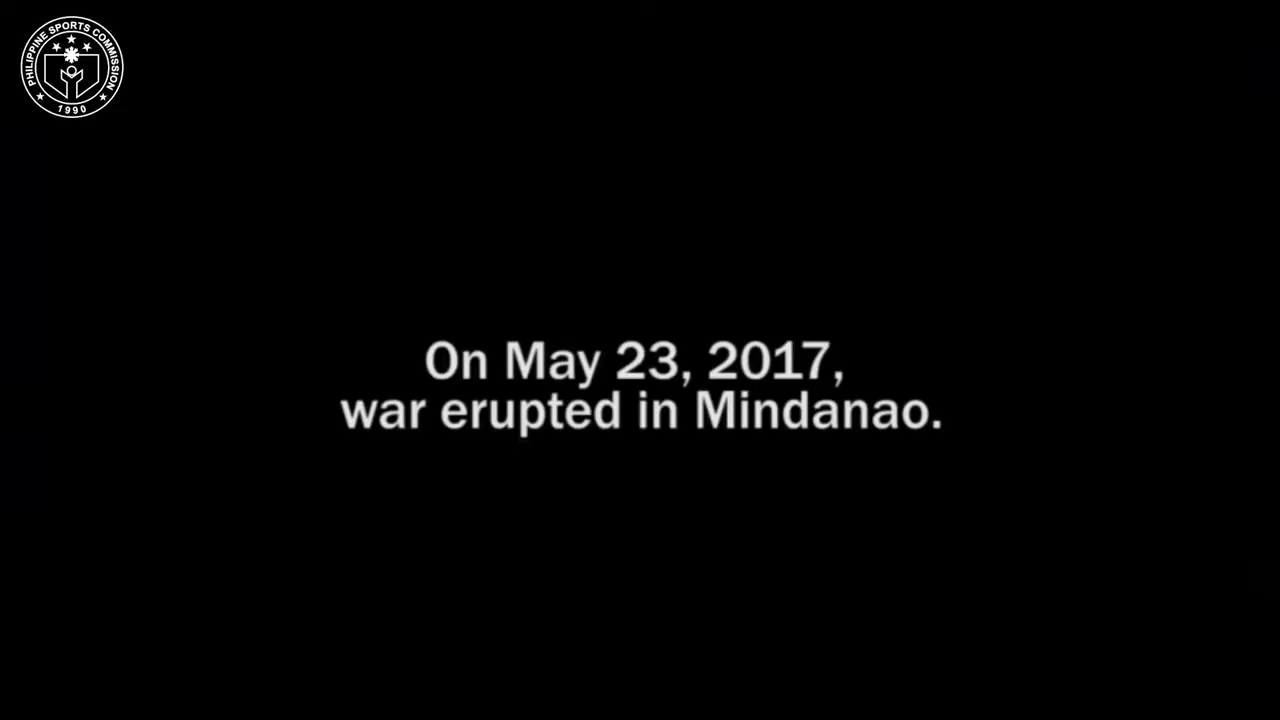 PHILIPPINE SPORTS COMMISSION
1990
On May 23, 2017,
war erupted in Mindanao.